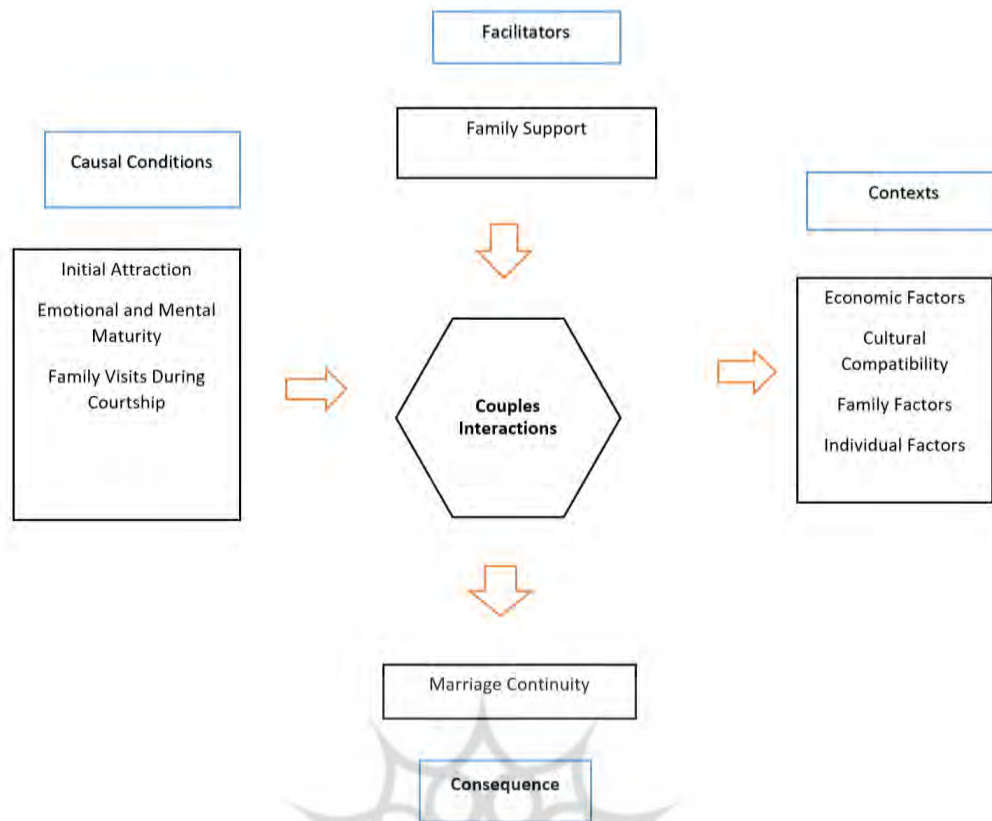 Facilitators
Family Support
Causal Conditions
Initial Attraction
Emotional and Mental
Maturity
Family Visits During
Courtship
Couples
Interactions
Contexts
Economic Factors
Cultural
Compatibility
Family Factors
Individual Factors
Marriage Continuity
Consequence